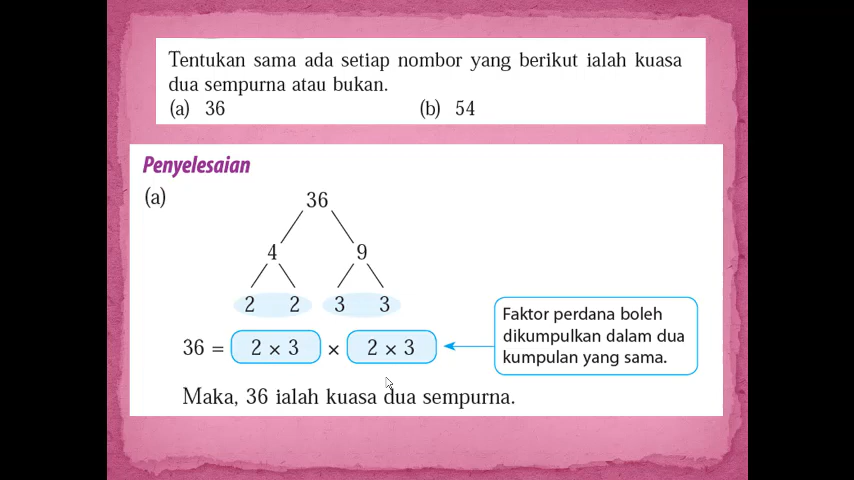 Tentukan sama ada setiap nombor yang berikut ialah kuasa
dua sempurna atau bukan.
(a) 36 (b) 54
Penyelesaian
(a)
36
4 9
2 2 3 3
36 = 2 × 3 × 2 × 3
Faktor perdana boleh
dikumpulkan dalam dua
kumpulan yang sama.
Maka, 36 ialah kuasa dua sempurna.